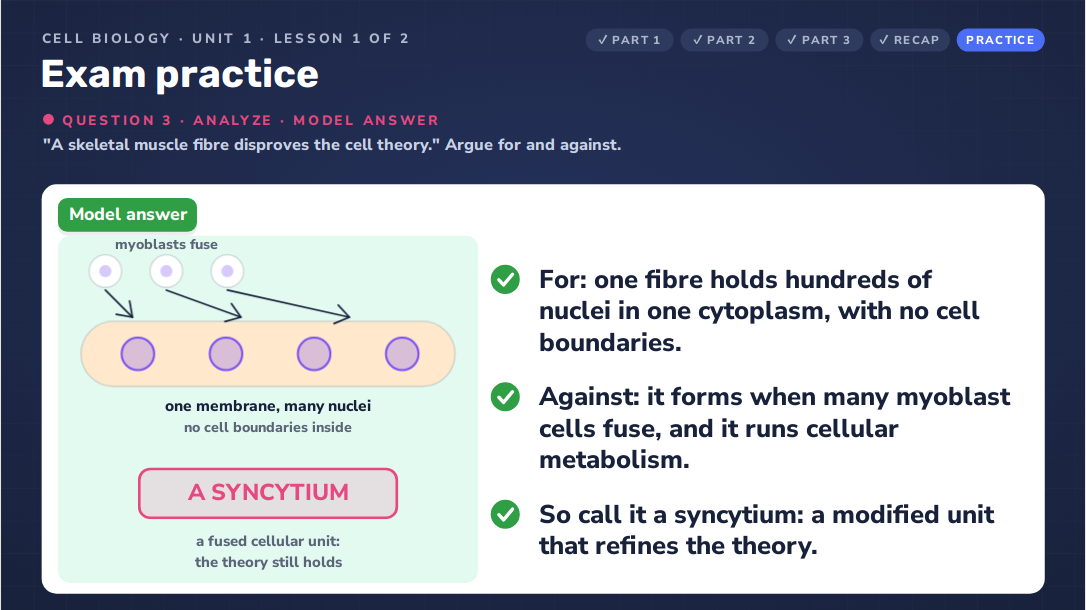 CELL BIOLOGY · UNIT 1 · LESSON 1 OF 2
✓ PART 1
✓ PART 2
✓ PART 3
✓ RECAP
PRACTICE
Exam practice
QUESTION 3 · ANALYZE · MODEL ANSWER
"A skeletal muscle fibre disproves the cell theory." Argue for and against.
Model answer
myoblasts fuse
one membrane, many nuclei
no cell boundaries inside
A SYNCYTIUM
a fused cellular unit:
the theory still holds
For: one fibre holds hundreds of
nuclei in one cytoplasm, with no cell
boundaries.
Against: it forms when many myoblast
cells fuse, and it runs cellular
metabolism.
So call it a syncytium: a modified unit
that refines the theory.